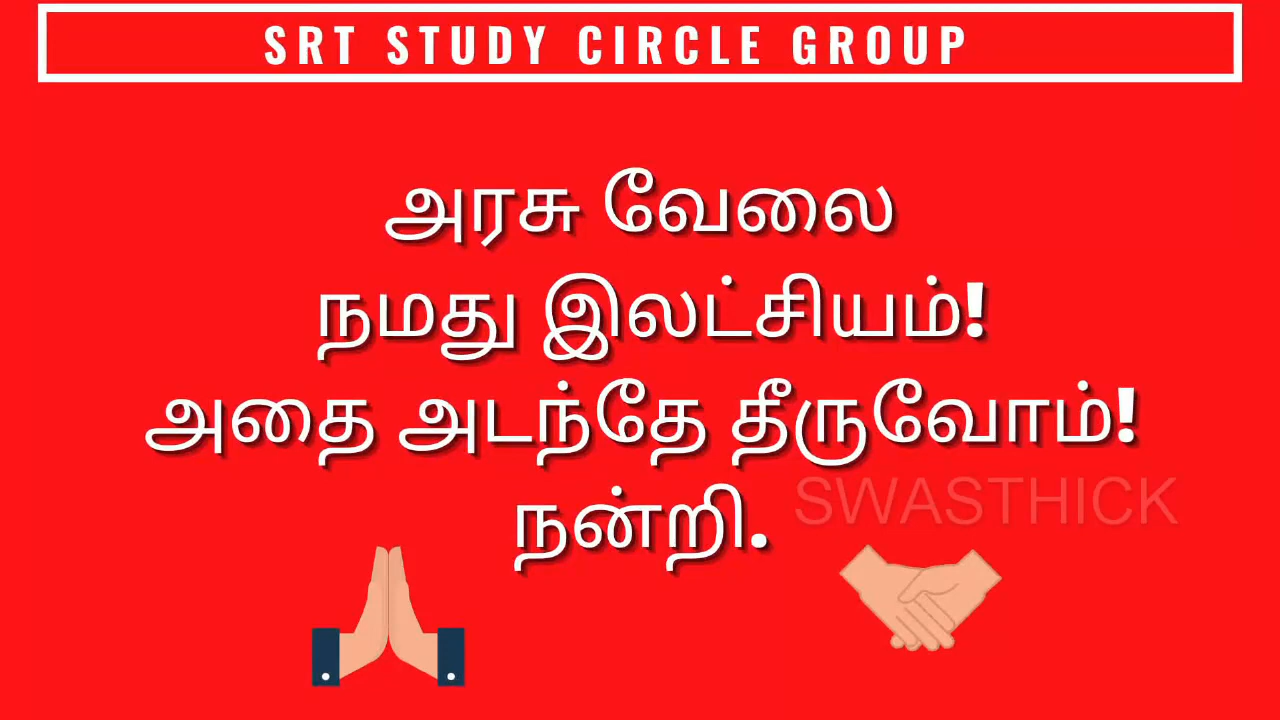 SRT STUDY CIRCLE GROUP
அரசு வேலை
நமது இலட்சியம்!
அதை அடந்தே தீருவோம்!
நன்றி.
SWASTHICK